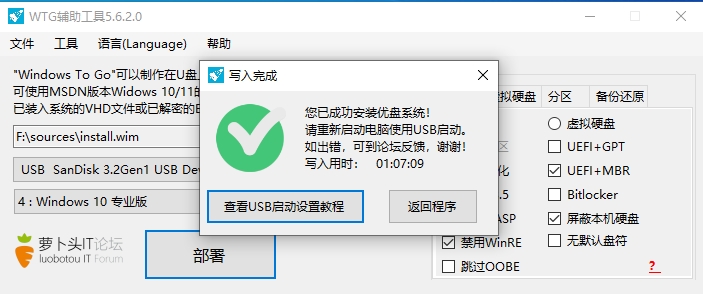 WTG辅助工具5.6.2.0
文件 工具 语言(Language) 帮助
"Windows To Go"可以制作在U盘
可使用MSDN版本Widows 10/11的
已装入系统的VHD文件或已解密的E
F:\sources\install.wim
USB SanDisk 3.2Gen1 USB Dev
4 : Windows 10 专业版
萝卜头IT论坛
luobotou IT Forum
部署
写入完成
您已成功安装优盘系统!
请重新启动电脑使用USB启动。
如出错，可到论坛反馈，谢谢!
写入用时： 01:07:09
查看USB启动设置教程
返回程序
拟硬盘 分区 备份还原
虚拟硬盘
区 UEFI+GPT
化 UEFI+MBR
.5 Bitlocker
ASP 屏蔽本机硬盘
禁用WinRE 无默认盘符
跳过OOBE ?